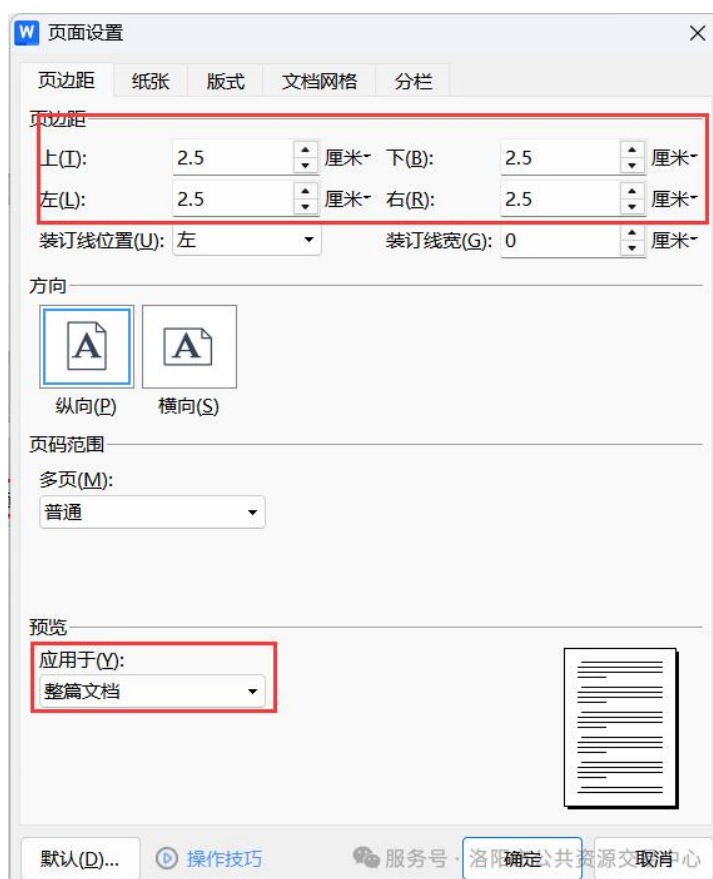 W 页面设置
页边距 纸张 版式 文档网格 分栏
页边距
上(T): 2.5 厘米 下(B): 2.5 厘米
左(L): 2.5 厘米 右(R): 2.5 厘米
装订线位置(U): 左 装订线宽(G): 0 厘米
方向
A A
纵向(P) 横向(S)
页码范围
多页(M):
普通
预览
应用于(Y):
整篇文档
默认(D)... 操作技巧 确定 取消
服务号 · 洛阳公共资源交中心